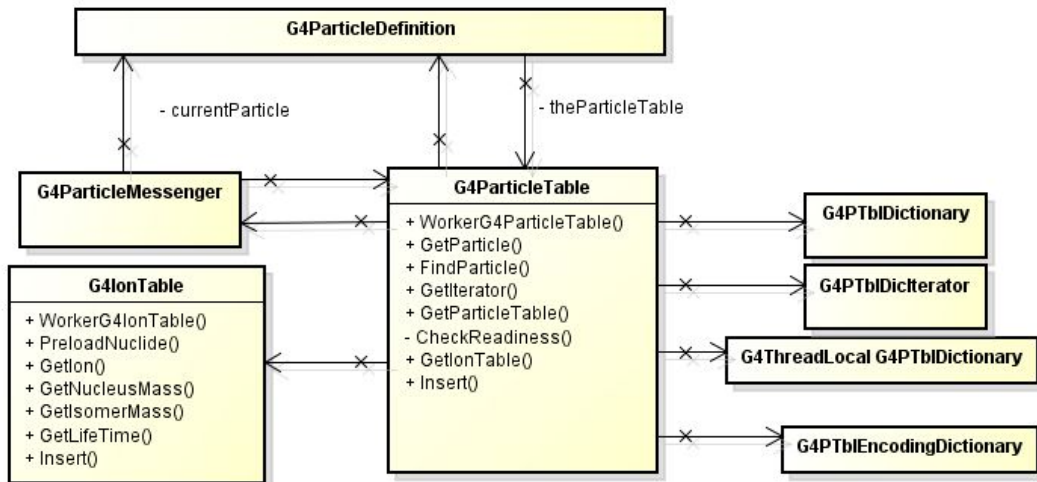 G4ParticleDefinition
- currentParticle
- theParticleTable
G4ParticleMessenger
G4ParticleTable
+ WorkerG4ParticleTable()
+ GetParticle()
+ FindParticle()
+ GetIterator()
+ GetParticleTable()
- CheckReadiness()
+ GetIonTable()
+ Insert()
G4IonTable
+ WorkerG4IonTable()
+ PreloadNuclide()
+ GetIon()
+ GetNucleusMass()
+ GetIsomerMass()
+ GetLifeTime()
+ Insert()
G4PTblDictionary
G4PTblDicIterator
G4ThreadLocal G4PTblDictionary
G4PTblEncodingDictionary